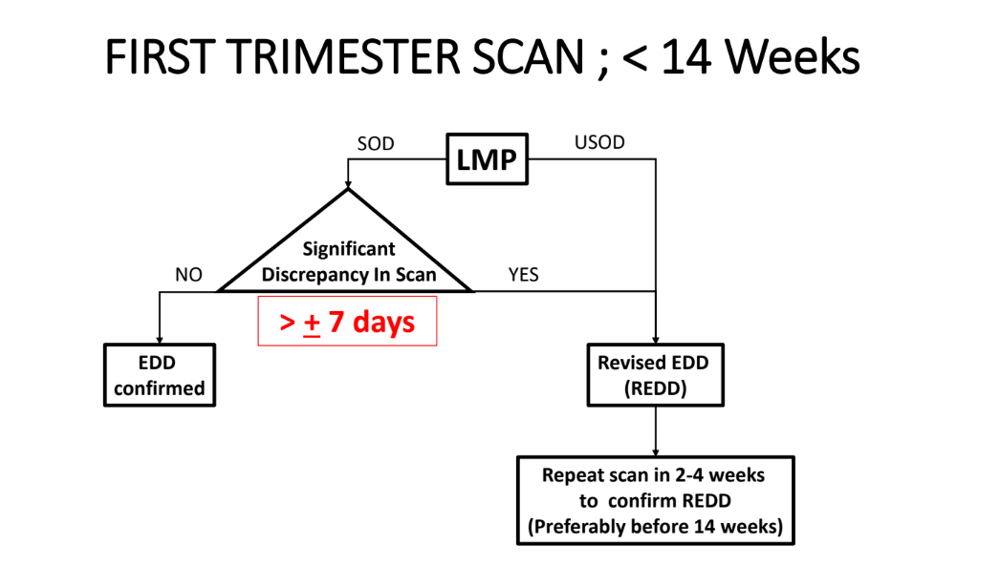 FIRST TRIMESTER SCAN ; < 14 Weeks
SOD
LMP
USOD
Significant
Discrepancy In Scan
NO
YES
> ± 7 days
EDD
confirmed
Revised EDD
(REDD)
Repeat scan in 2-4 weeks
to confirm REDD
(Preferably before 14 weeks)